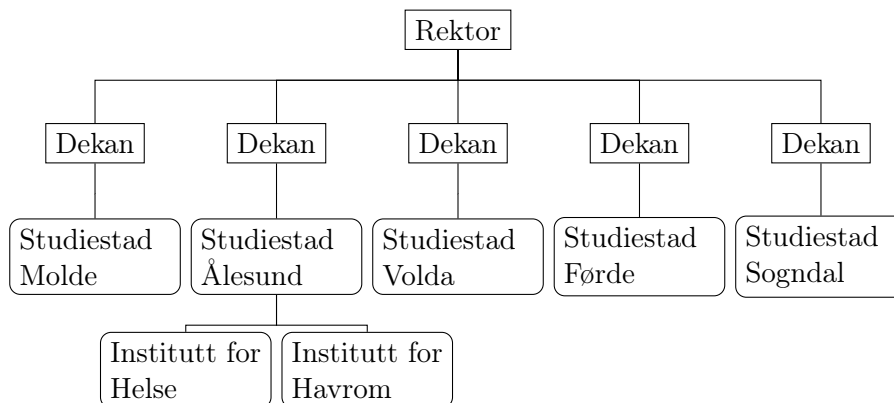 Rektor
Dekan
Dekan
Dekan
Dekan
Dekan
Studiestad
Molde
Studiestad
Ålesund
Studiestad
Volda
Studiestad
Førde
Studiestad
Sogndal
Institutt for
Helse
Institutt for
Havrom